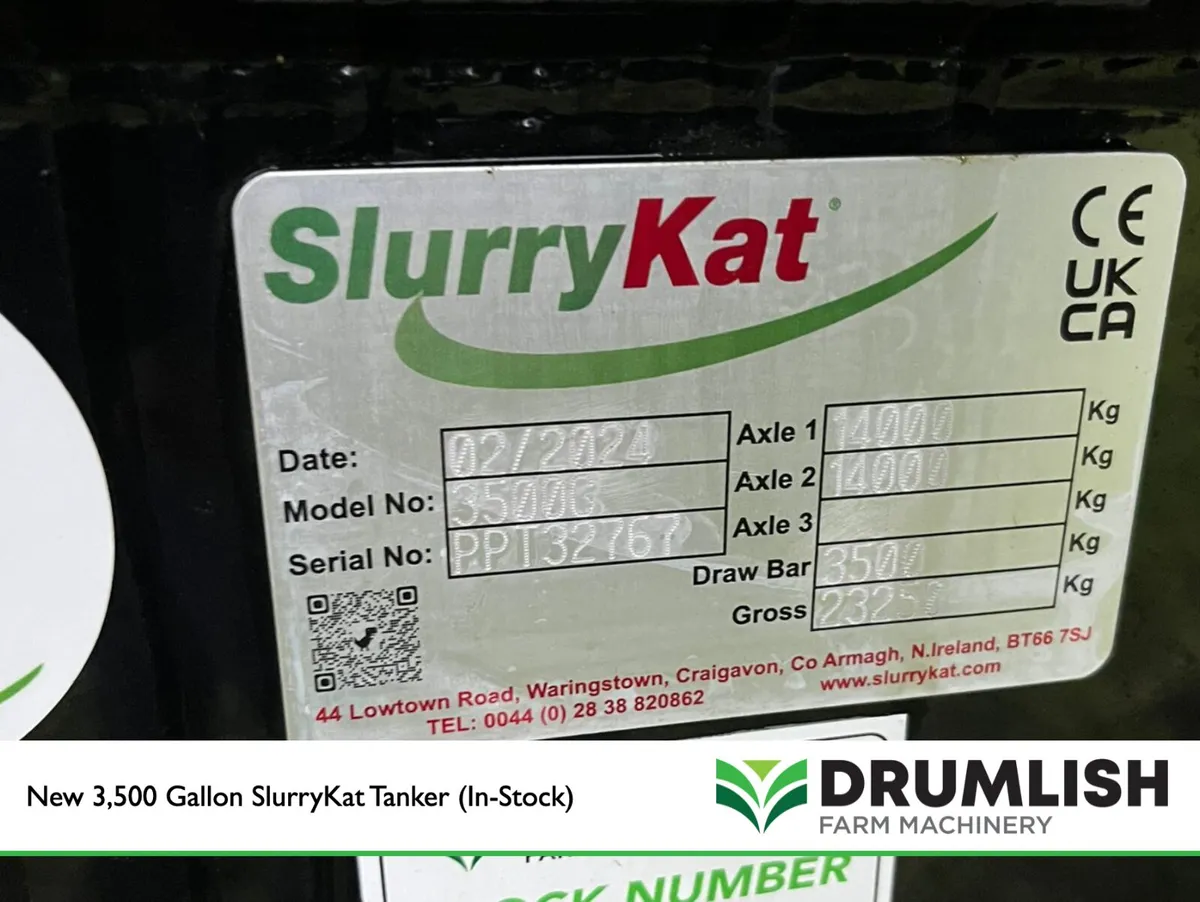 SlurryKat®
CE
UK
CA
Date: 02/2024
Model No: 3500G
Serial No: PPT32767
Axle 1 14000 Kg
Axle 2 14000 Kg
Axle 3 Kg
Draw Bar 3500 Kg
Gross Kg
44 Lowtown Road, Waringstown, Craigavon, Co Armagh, N.Ireland, BT66 7SJ
TEL: 0044 (0) 28 38 820862
www.slurrykat.com
New 3,500 Gallon SlurryKat Tanker (In-Stock)
DRUMLISH
FARM MACHINERY
NUMBER